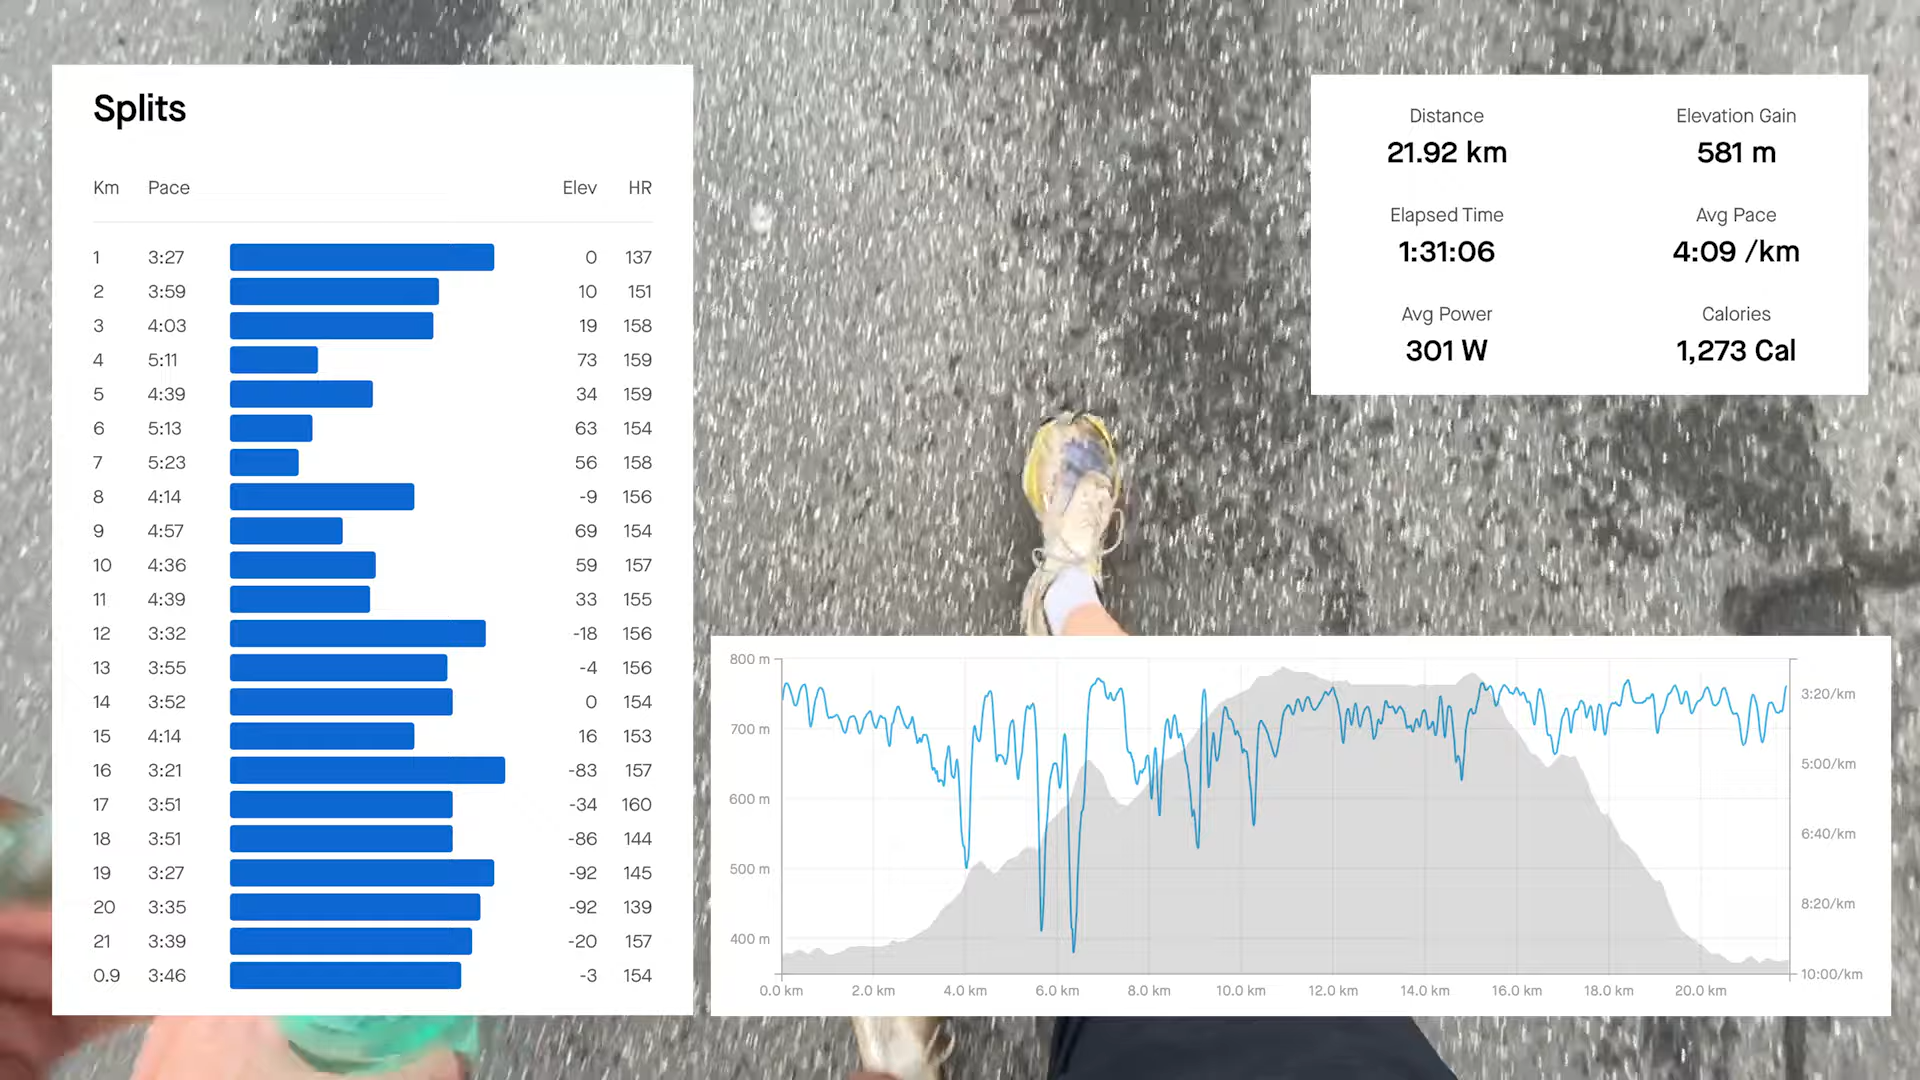 Splits
Km Pace Elev HR
1 3:27 0 137
2 3:59 10 151
3 4:03 19 158
4 5:11 73 159
5 4:39 34 159
6 5:13 63 154
7 5:23 56 158
8 4:14 -9 156
9 4:57 69 154
10 4:36 59 157
11 4:39 33 155
12 3:32 -18 156
13 3:55 -4 156
14 3:52 0 154
15 4:14 16 153
16 3:21 -83 157
17 3:51 -34 160
18 3:51 -86 144
19 3:27 -92 145
20 3:35 -92 139
21 3:39 -20 157
0.9 3:46 -3 154
Distance Elevation Gain
21.92 km 581 m
Elapsed Time Avg Pace
1:31:06 4:09 /km
Avg Power Calories
301 W 1,273 Cal
800 m
700 m
600 m
500 m
400 m
3:20/km
5:00/km
6:40/km
8:20/km
10:00/km
0.0 km 2.0 km 4.0 km 6.0 km 8.0 km 10.0 km 12.0 km 14.0 km 16.0 km 18.0 km 20.0 km